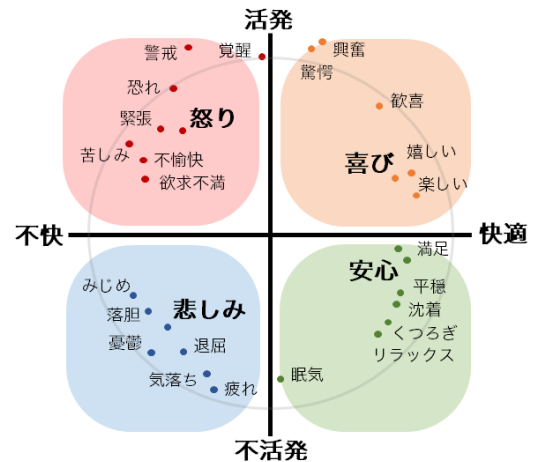 活発
警戒
覚醒
興奮
驚愕
恐れ
歓喜
緊張
怒り
苦しみ
不愉快
欲求不満
喜び
嬉しい
楽しい
不快
快適
満足
安心
平穏
沈着
くつろぎ
リラックス
眠気
みじめ
落胆
悲しみ
憂鬱
退屈
気落ち
疲れ
不活発